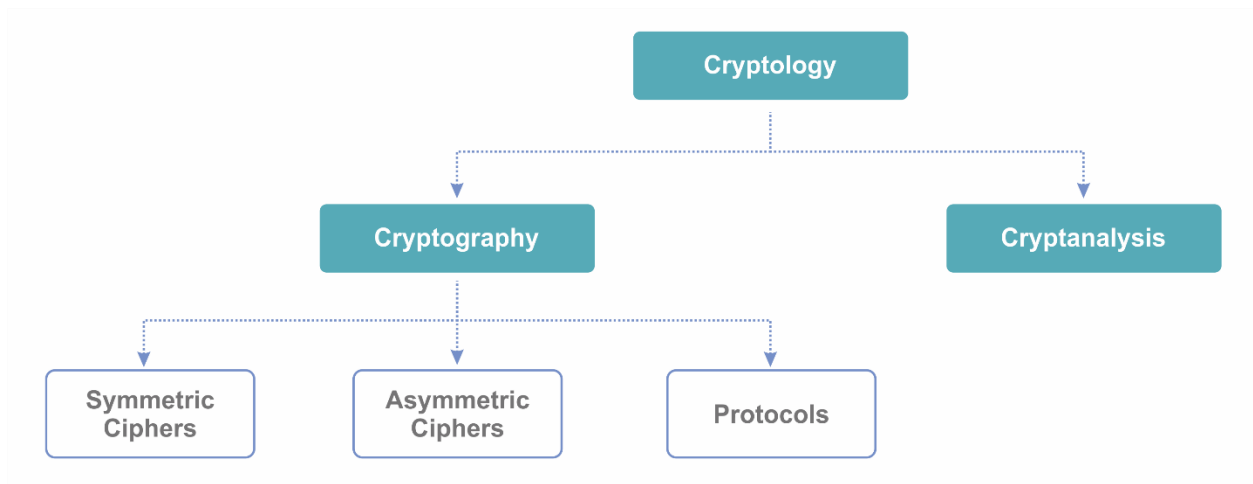 Cryptology
Cryptography
Cryptanalysis
Symmetric
Ciphers
Asymmetric
Ciphers
Protocols